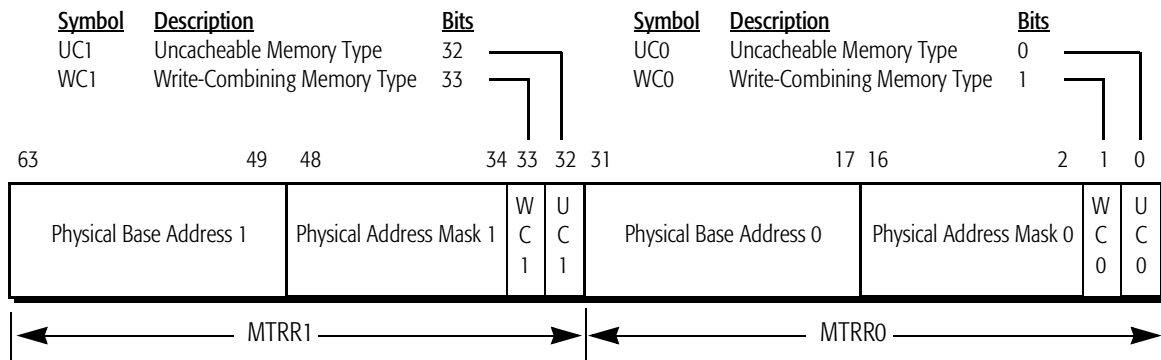 Symbol Description Bits Symbol Description Bits
UC1 Uncacheable Memory Type 32 UC0 Uncacheable Memory Type 0
WC1 Write-Combining Memory Type 33 WC0 Write-Combining Memory Type 1
63 49 48 34 33 32 31 17 16 2 1 0
Physical Base Address 1 Physical Address Mask 1 W C 1 U C 1 Physical Base Address 0 Physical Address Mask 0 W C 0 U C 0
MTRR1 MTRR0